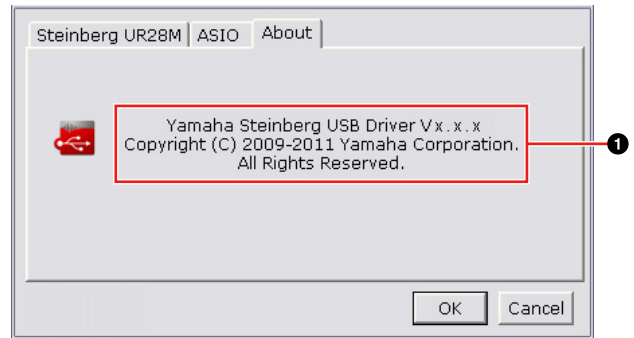 Steinberg UR28M ASIO About
Yamaha Steinberg USB Driver Vx.x.x
Copyright (C) 2009-2011 Yamaha Corporation.
All Rights Reserved.
1
OK Cancel